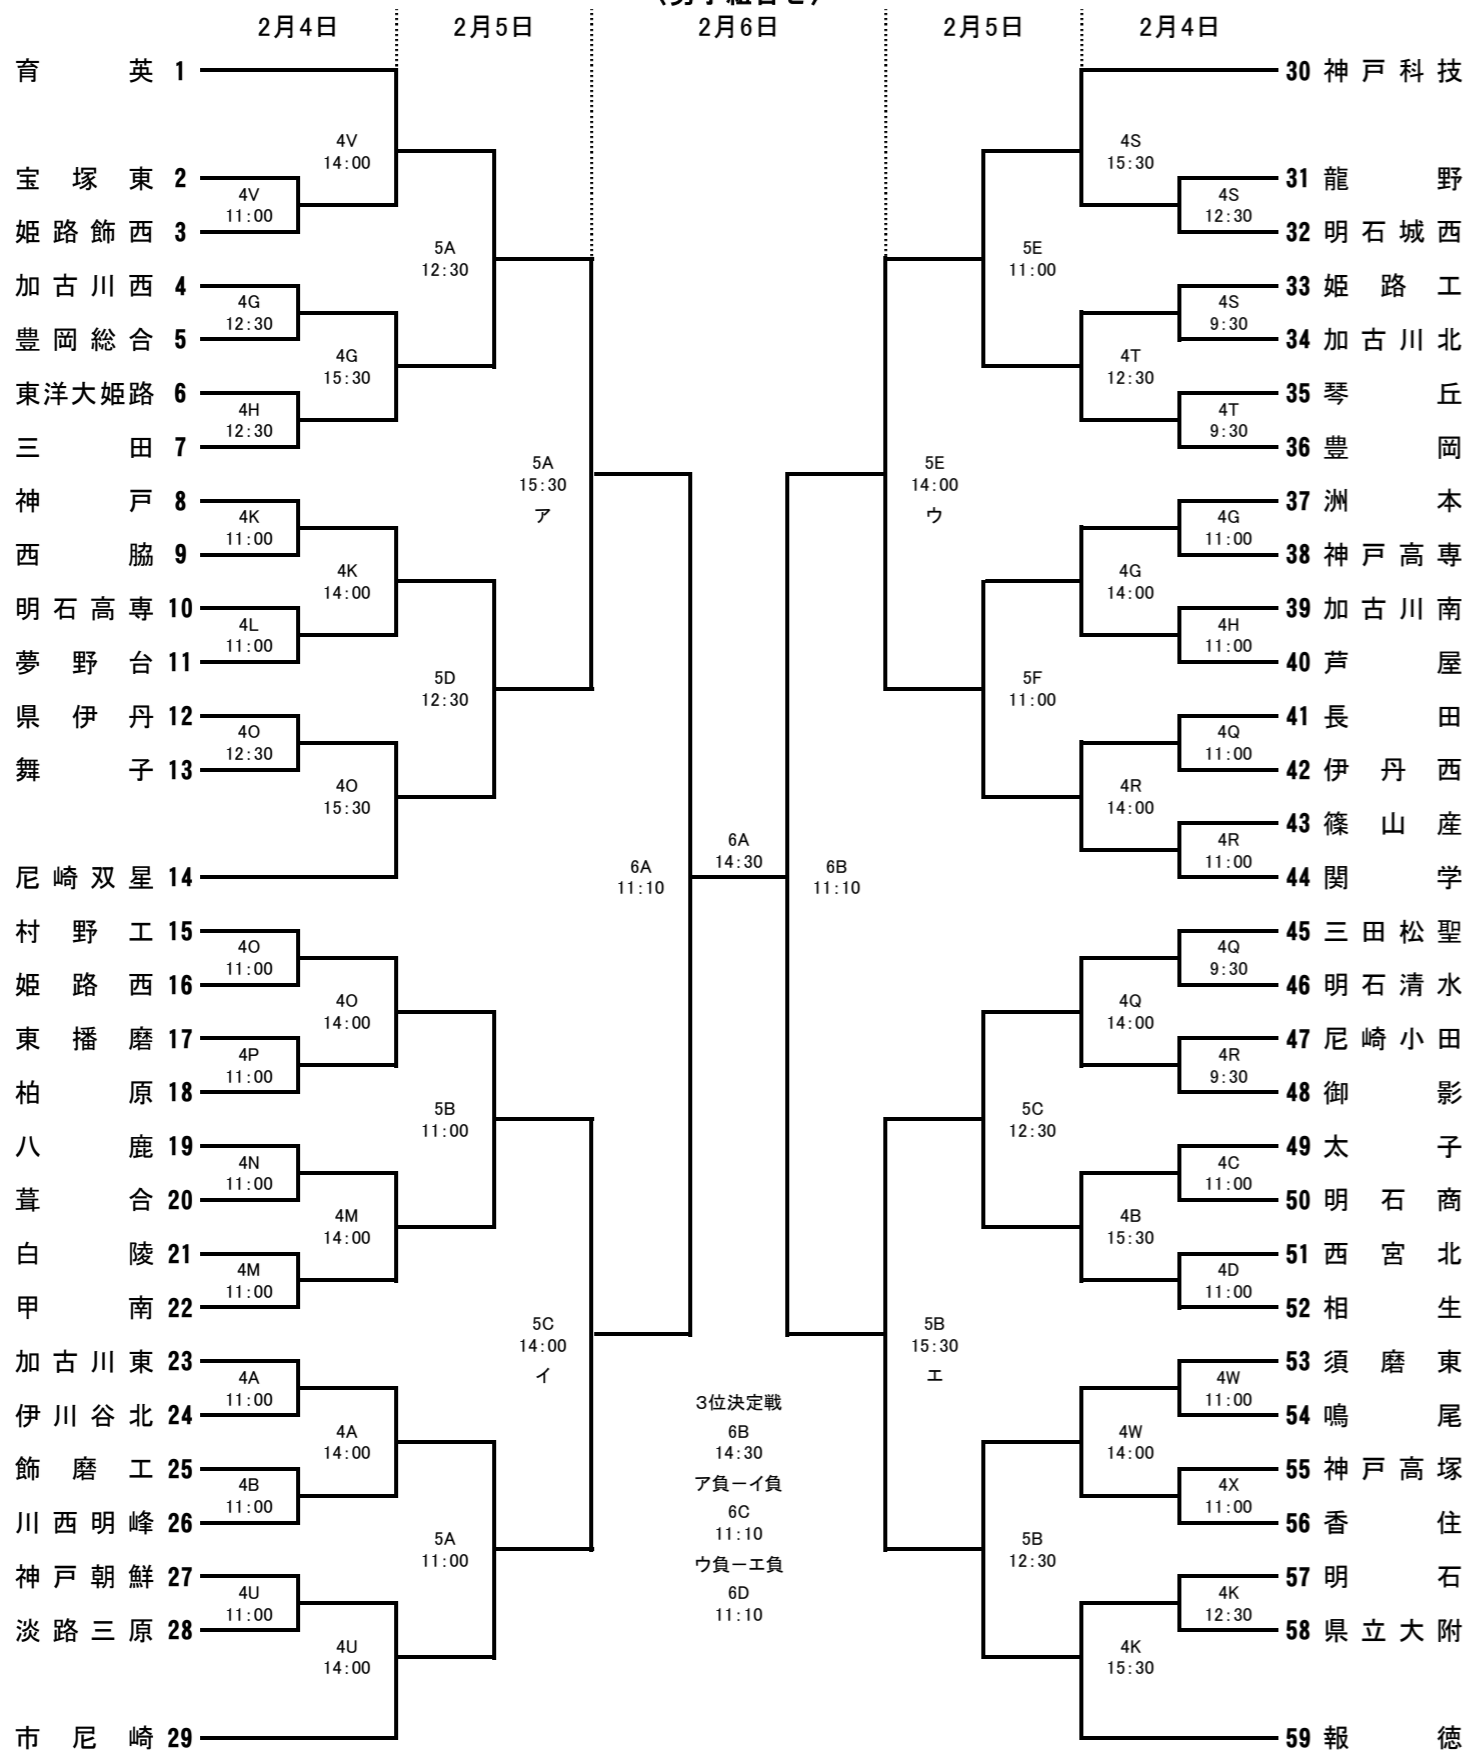 2月4日 2月5日 2月6日 2月5日 2月4日
育英 1
宝塚東 2
姫路飾西 3
加古川西 4
豊岡総合 5
東洋大姫路 6
三田 7
神戸 8
西脇 9
明石高専 10
夢野台 11
県伊丹 12
舞子 13
尼崎双星 14
村野工 15
姫路西 16
東播磨 17
柏原 18
八鹿 19
葺合 20
白陵 21
甲南 22
加古川東 23
伊川谷北 24
飾磨工 25
川西明峰 26
神戸朝鮮 27
淡路三原 28
市尼崎 29
4V
11:00
4G
12:30
4H
12:30
4K
11:00
4L
11:00
4O
12:30
4O
11:00
4P
11:00
4N
11:00
4M
11:00
4A
11:00
4B
11:00
4U
11:00
4V
14:00
4G
15:30
4K
14:00
4O
15:30
4O
14:00
4M
14:00
4A
14:00
4U
14:00
5A
12:30
5D
12:30
5B
11:00
5A
11:00
5A
15:30
ア
5C
14:00
イ
6A
11:10
6A
14:30
6B
11:10
3位決定戦
6B
14:30
ア負ーイ負
6C
11:10
ウ負ーエ負
6D
11:10
5E
14:00
ウ
5B
15:30
エ
5E
11:00
5F
11:00
5C
12:30
5B
12:30
4S
15:30
4T
12:30
4G
14:00
4R
14:00
4Q
14:00
4B
15:30
4W
14:00
4K
15:30
4S
12:30
4S
9:30
4T
9:30
4G
11:00
4H
11:00
4Q
11:00
4R
11:00
4Q
9:30
4R
9:30
4C
11:00
4D
11:00
4W
11:00
4X
11:00
4K
12:30
30 神戸科技
31 龍野
32 明石城西
33 姫路工
34 加古川北
35 琴丘
36 豊岡
37 洲本
38 神戸高専
39 加古川南
40 芦屋
41 長田
42 伊丹西
43 篠山産
44 関学
45 三田松聖
46 明石清水
47 尼崎小田
48 御影
49 太子
50 明石商
51 西宮北
52 相生
53 須磨東
54 鳴尾
55 神戸高塚
56 香住
57 明石
58 県立大附
59 報徳